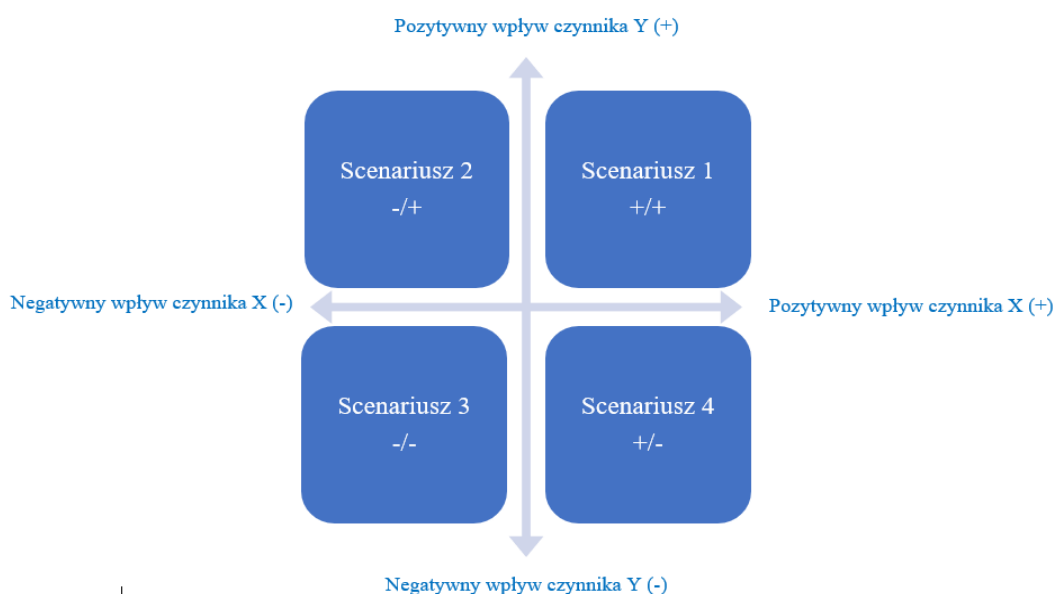 Pozytywny wpływ czynnika Y (+)
Scenariusz 2
-/+
Scenariusz 1
+/+
Negatywny wpływ czynnika X (-)
Pozytywny wpływ czynnika X (+)
Scenariusz 3
-/-
Scenariusz 4
+/-
Negatywny wpływ czynnika Y (-)